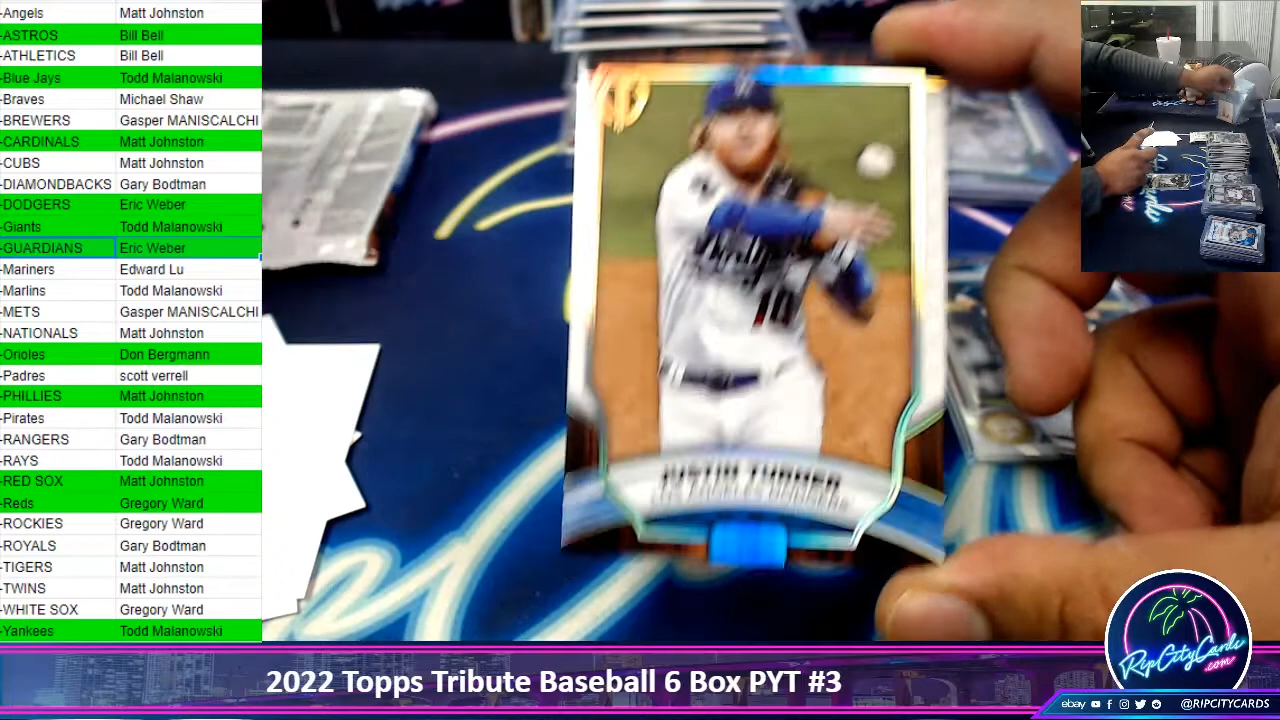 -Angels Matt Johnston
-ASTROS Bill Bell
-ATHLETICS Bill Bell
-Blue Jays Todd Malanowski
-Braves Michael Shaw
-BREWERS Gasper MANISCALCHI
-CARDINALS Matt Johnston
-CUBS Matt Johnston
-DIAMONDBACKS Gary Bodtman
-DODGERS Eric Weber
-Giants Todd Malanowski
-GUARDIANS Eric Weber
-Mariners Edward Lu
-Marlins Todd Malanowski
-METS Gasper MANISCALCHI
-NATIONALS Matt Johnston
-Orioles Don Bergmann
-Padres scott verrell
-PHILLIES Matt Johnston
-Pirates Todd Malanowski
-RANGERS Gary Bodtman
-RAYS Todd Malanowski
-RED SOX Matt Johnston
-Reds Gregory Ward
-ROCKIES Gregory Ward
-ROYALS Gary Bodtman
-TIGERS Matt Johnston
-TWINS Matt Johnston
-WHITE SOX Gregory Ward
-Yankees Todd Malanowski
Dodgers
10
JUSTIN TURNER
2022 Topps Tribute Baseball 6 Box PYT #3
RipCityCards
.com
ebay @RIPCITYCARDS